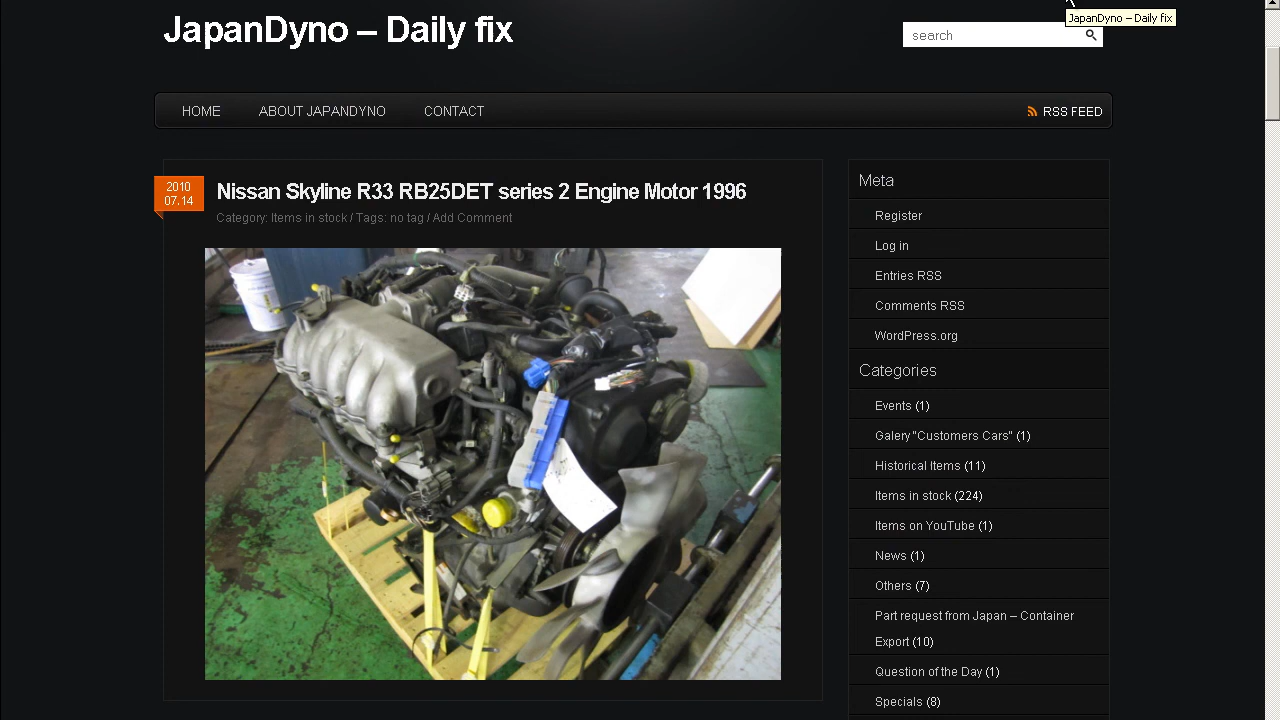 JapanDyno – Daily fix
JapanDyno – Daily fix
search
HOME
ABOUT JAPANDYNO
CONTACT
RSS FEED
2010
07.14
Nissan Skyline R33 RB25DET series 2 Engine Motor 1996
Category: Items in stock / Tags: no tag / Add Comment
Meta
Register
Log in
Entries RSS
Comments RSS
WordPress.org
Categories
Events (1)
Galery"Customers Cars" (1)
Historical Items (11)
Items in stock (224)
Items on YouTube (1)
News (1)
Others (7)
Part request from Japan – Container
Export (10)
Question of the Day (1)
Specials (8)